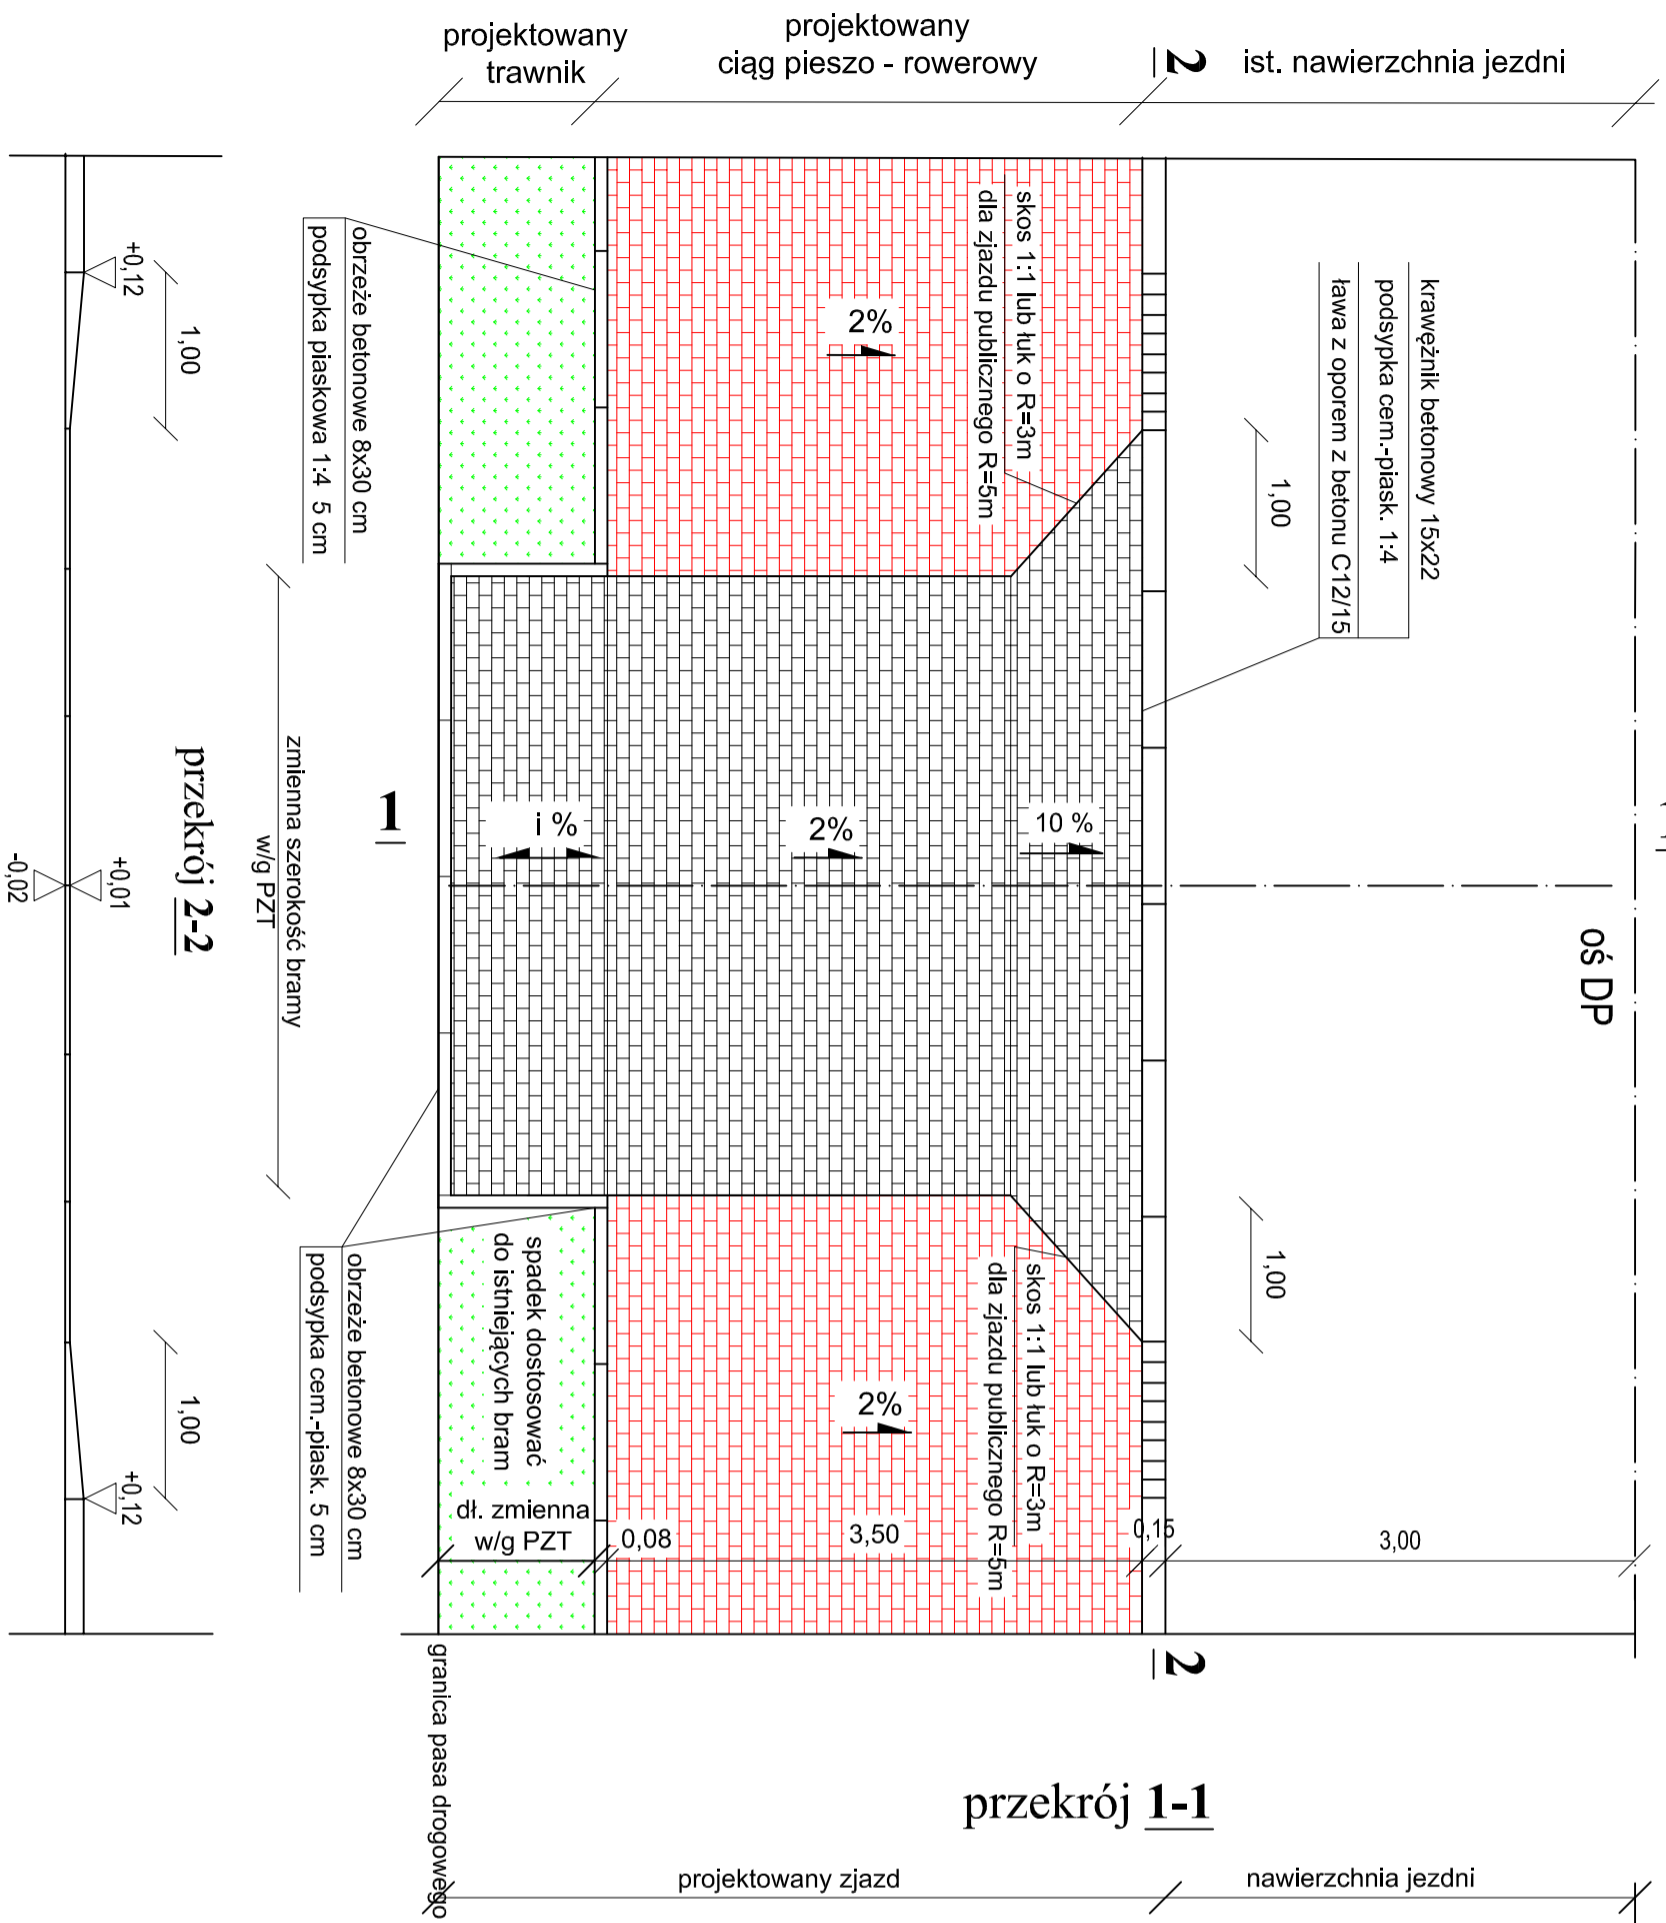 projektowany
trawnik
projektowany
ciąg pieszo - rowerowy
2
ist. nawierzchnia jezdni
krawężnik betonowy 15x22
podsypka cem.-piask. 1:4
ława z oporem z betonu C12/15
skos 1:1 lub łuk o R=3m
dla zjazdu publicznego R=5m
2%
obrzeże betonowe 8x30 cm
podsypka piaskowa 1:4 5 cm
+0,12
1,00
1,00
zmienna szerokość bramy
w/g PZT
przekrój 2-2
1
i %
2%
10 %
oś DP
+0,01
-0,02
1,00
spadek dostosować
do istniejących bram
skos 1:1 lub łuk o R=3m
dla zjazdu publicznego R=5m
2%
obrzeże betonowe 8x30 cm
podsypka cem.-piask. 5 cm
1,00
+0,12
dł. zmienna
w/g PZT
0,08
3,50
0,15
3,00
2
granica pasa drogowego
przekrój 1-1
projektowany zjazd
nawierzchnia jezdni